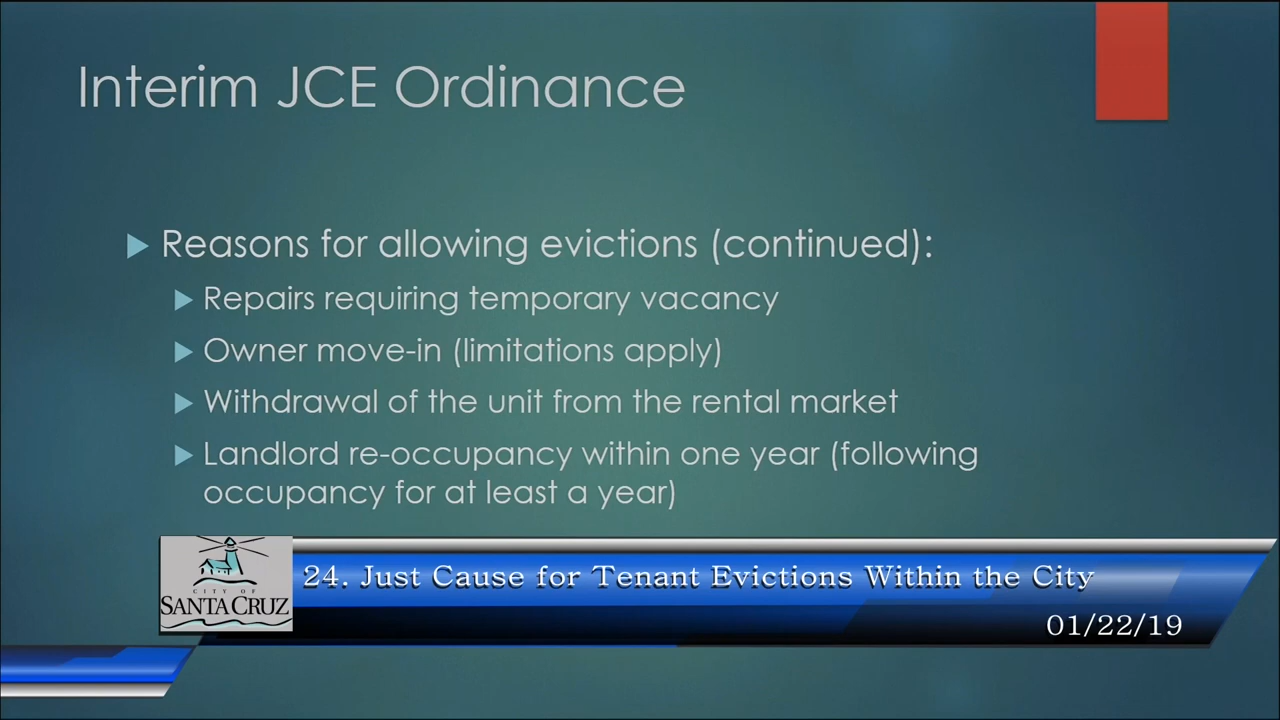 Interim JCE Ordinance
Reasons for allowing evictions (continued):
Repairs requiring temporary vacancy
Owner move-in (limitations apply)
Withdrawal of the unit from the rental market
Landlord re-occupancy within one year (following
occupancy for at least a year)
CITY OF
SANTA CRUZ
24. Just Cause for Tenant Evictions Within the City
01/22/19